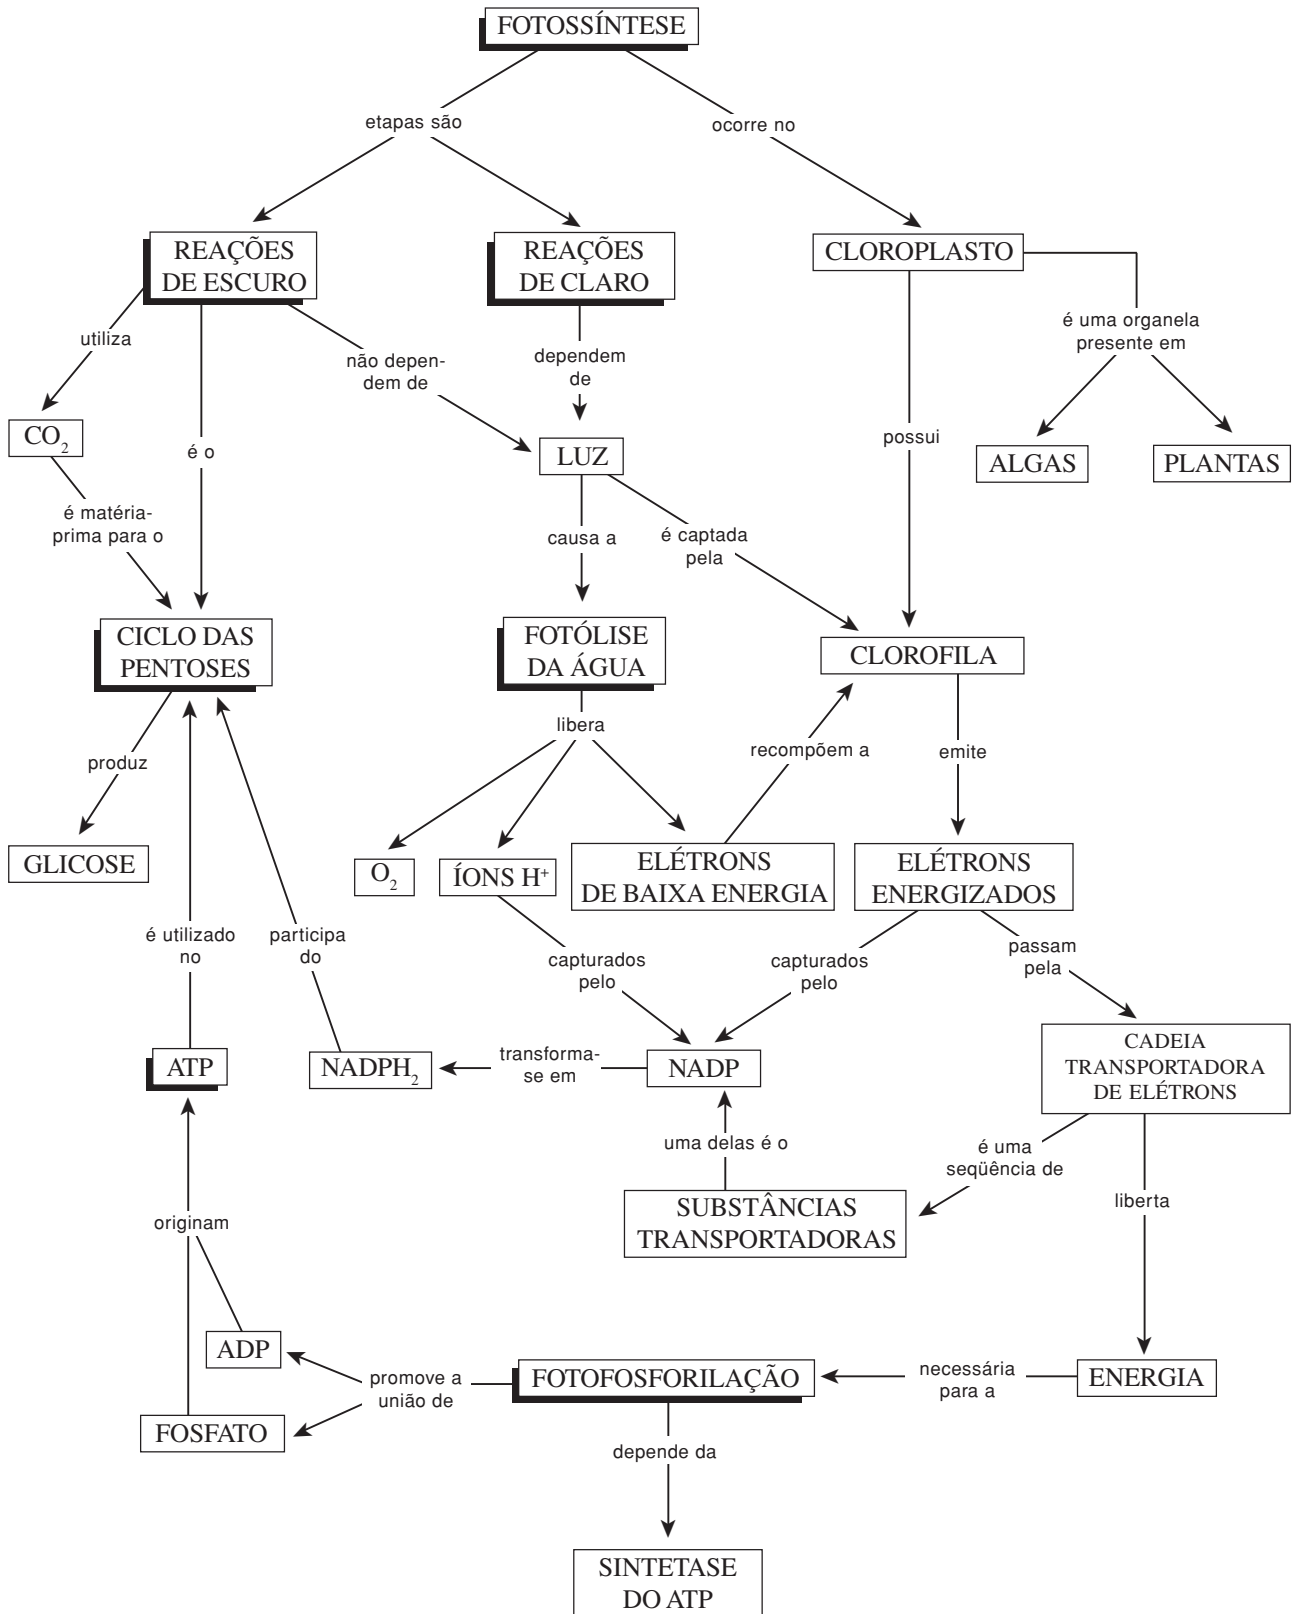 FOTOSSÍNTESE
etapas são
ocorre no
REAÇÕES
DE ESCURO
REAÇÕES
DE CLARO
CLOROPLASTO
utiliza
não depen-
dem de
dependem
de
é uma organela
presente em
CO₂
é o
LUZ
possui
ALGAS
PLANTAS
é matéria-
prima para o
causa a
é captada
pela
CICLO DAS
PENTOSES
FOTÓLISE
DA ÁGUA
CLOROFILA
produz
libera
recompõem a
emite
GLICOSE
O₂
ÍONS H⁺
ELÉTRONS
DE BAIXA ENERGIA
ELÉTRONS
ENERGIZADOS
é utilizado
no
participa
do
capturados
pelo
capturados
pelo
passam
pela
ATP
NADPH₂
transforma-
se em
NADP
CADEIA
TRANSPORTADORA
DE ELÉTRONS
uma delas é o
é uma
seqüência de
originam
SUBSTÂNCIAS
TRANSPORTADORAS
liberta
ADP
promove a
união de
FOTOFOSFORILAÇÃO
necessária
para a
ENERGIA
FOSFATO
depende da
SINTETASE
DO ATP